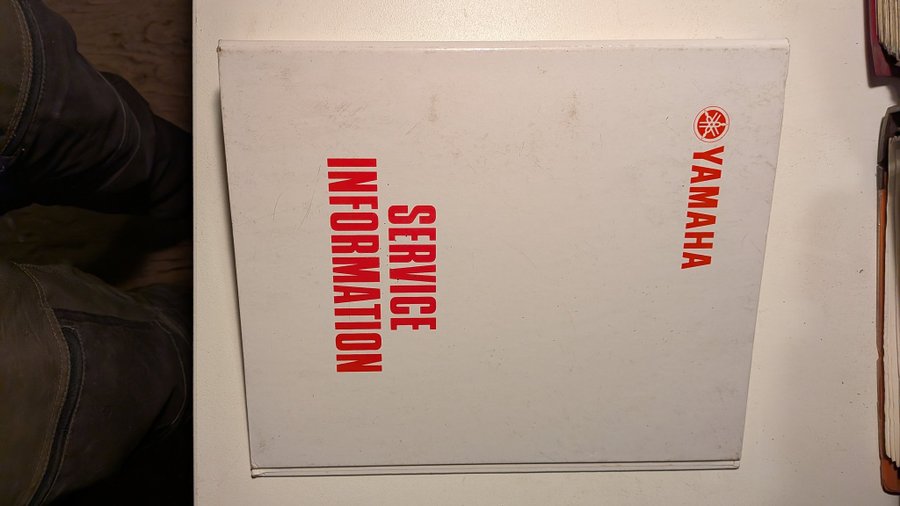 YAMAHA
SERVICE
INFORMATION